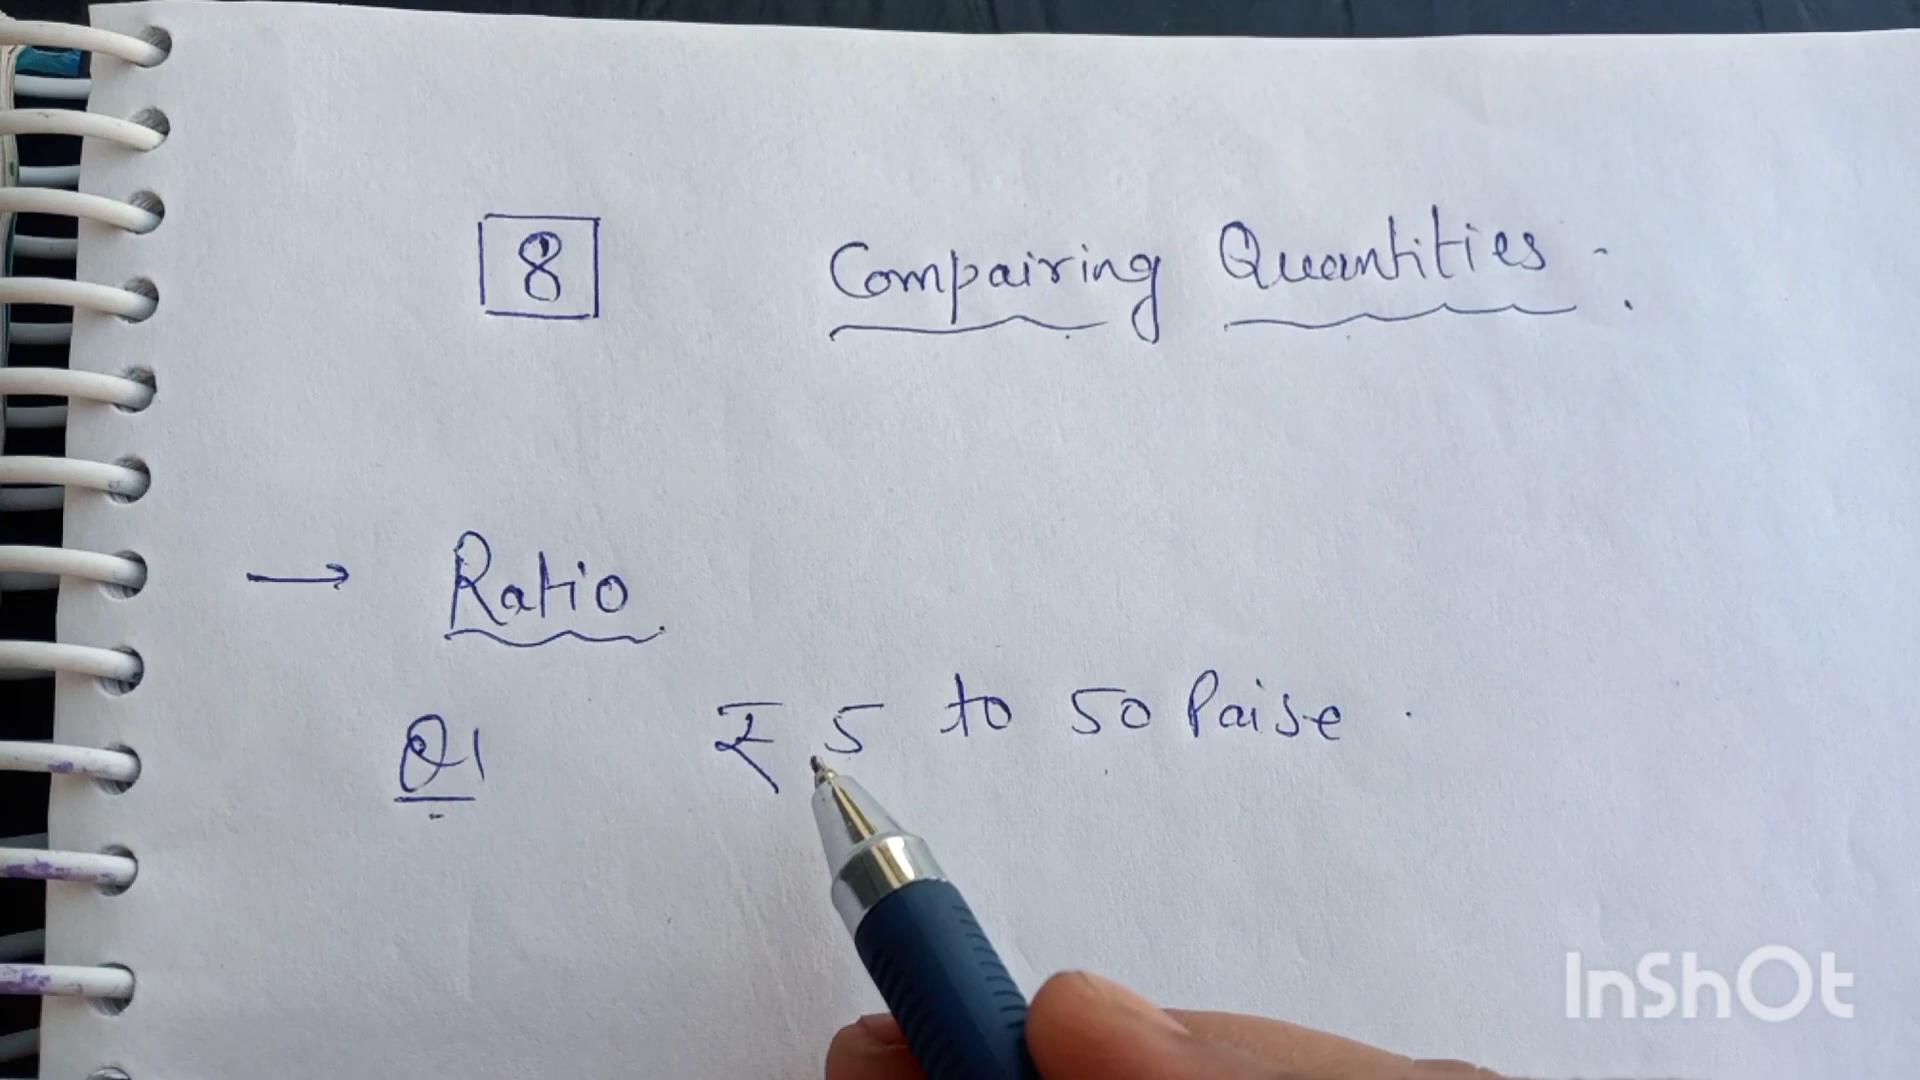 8 Compairing Quantities.
→ Ratio.
Q1 ₹ 5 to 50 Paise.
InShOt